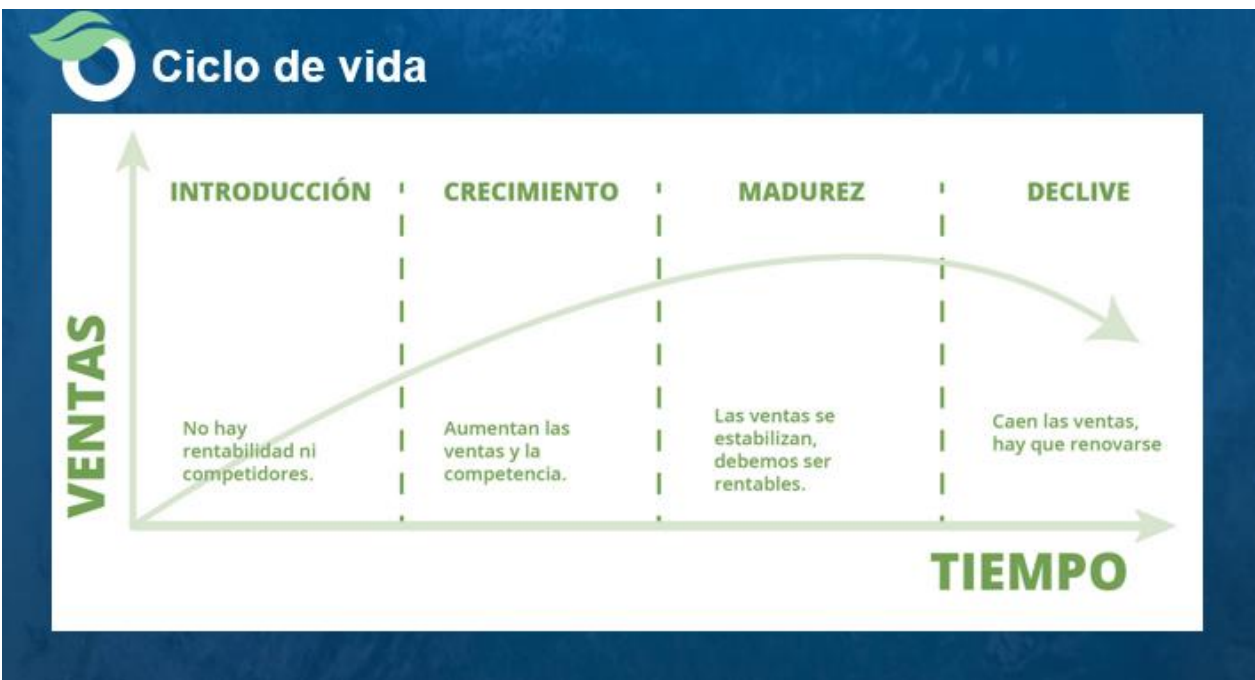 Ciclo de vida
INTRODUCCIÓN
CRECIMIENTO
MADUREZ
DECLIVE
VENTAS
No hay
rentabilidad ni
competidores.
Aumentan las
ventas y la
competencia.
Las ventas se
estabilizan,
debemos ser
rentables.
Caen las ventas,
hay que renovarse
TIEMPO